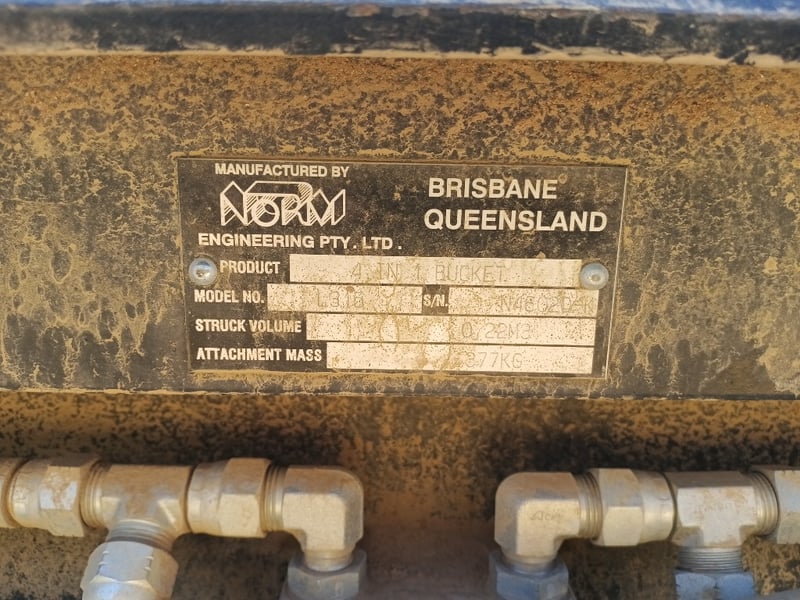 MANUFACTURED BY
NORM
ENGINEERING PTY. LTD.
BRISBANE
QUEENSLAND
PRODUCT 4 IN 1 BUCKET
MODEL NO. S/N.
STRUCK VOLUME 0.28M3
ATTACHMENT MASS 377KG